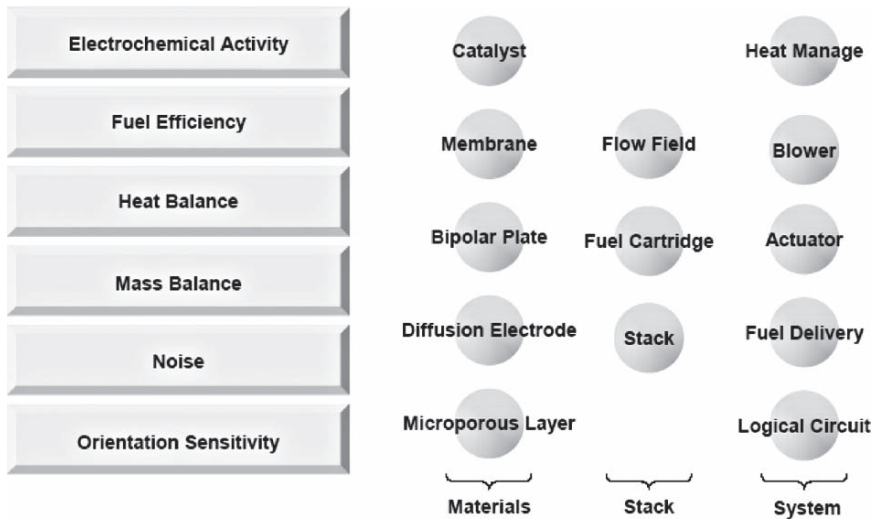 Electrochemical Activity
Fuel Efficiency
Heat Balance
Mass Balance
Noise
Orientation Sensitivity
Catalyst
Membrane
Bipolar Plate
Diffusion Electrode
Microporous Layer
Materials
Flow Field
Fuel Cartridge
Stack
Stack
Heat Manage
Blower
Actuator
Fuel Delivery
Logical Circuit
System